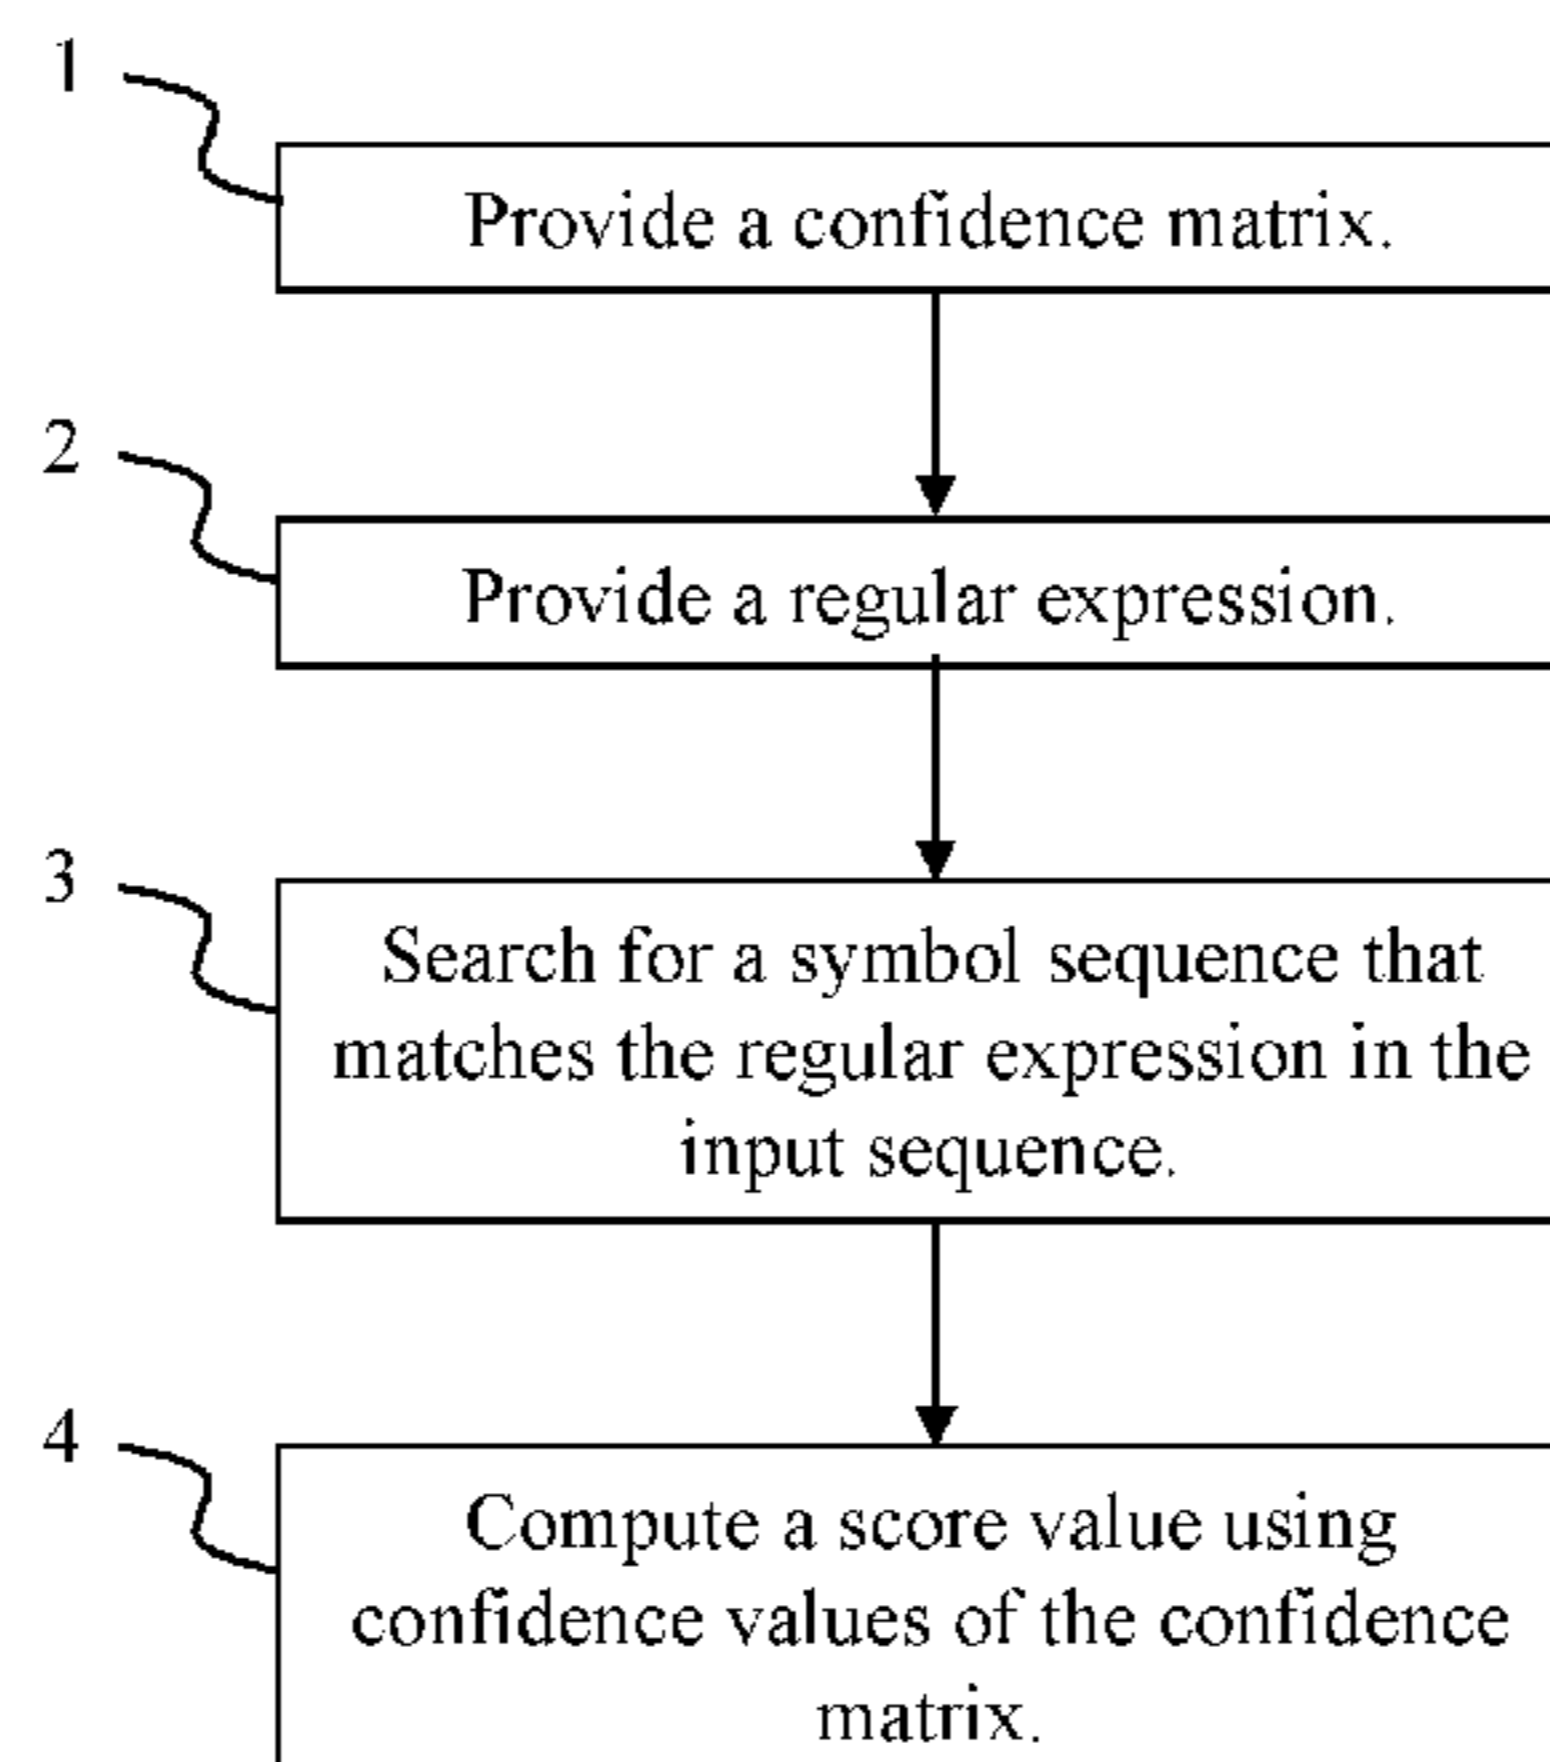 1
Provide a confidence matrix.
2
Provide a regular expression.
3
Search for a symbol sequence that
matches the regular expression in the
input sequence.
4
Compute a score value using
confidence values of the confidence
matrix.